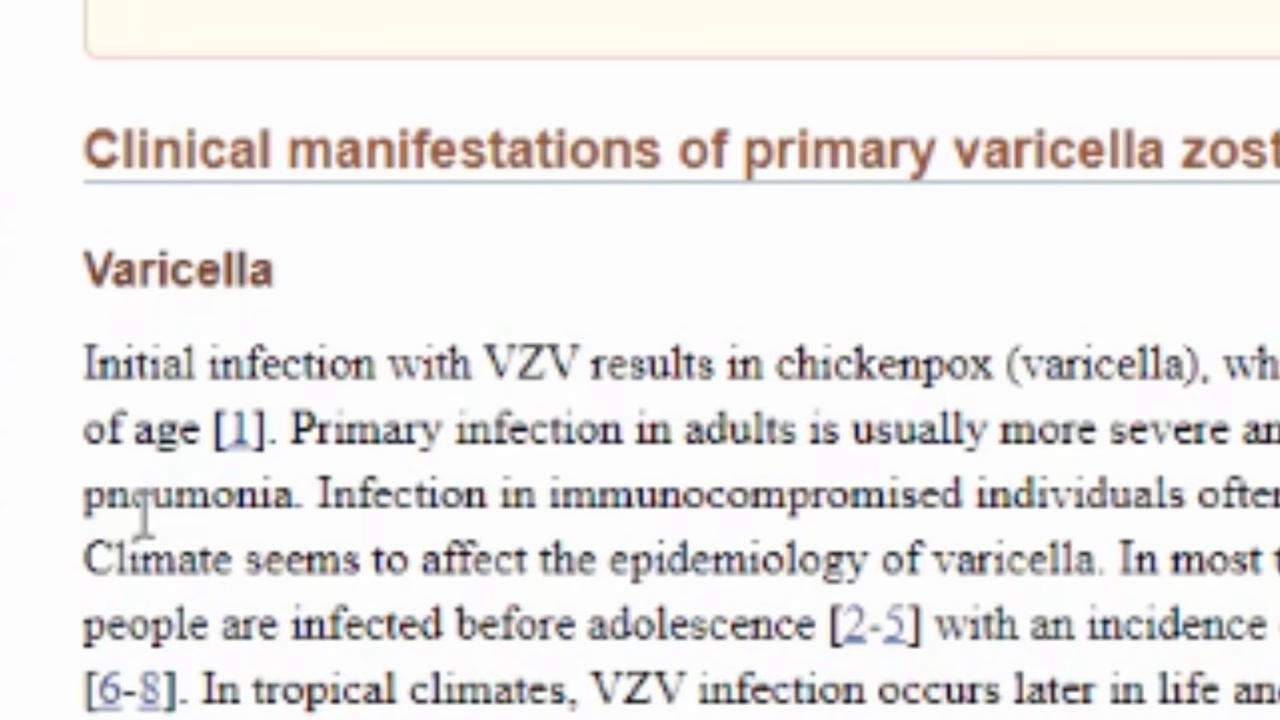 Clinical manifestations of primary varicella zost
Varicella
Initial infection with VZV results in chickenpox (varicella), wh
of age [1]. Primary infection in adults is usually more severe an
pneumonia. Infection in immunocompromised individuals often
Climate seems to affect the epidemiology of varicella. In most t
people are infected before adolescence [2-5] with an incidence
[6-8]. In tropical climates, VZV infection occurs later in life and